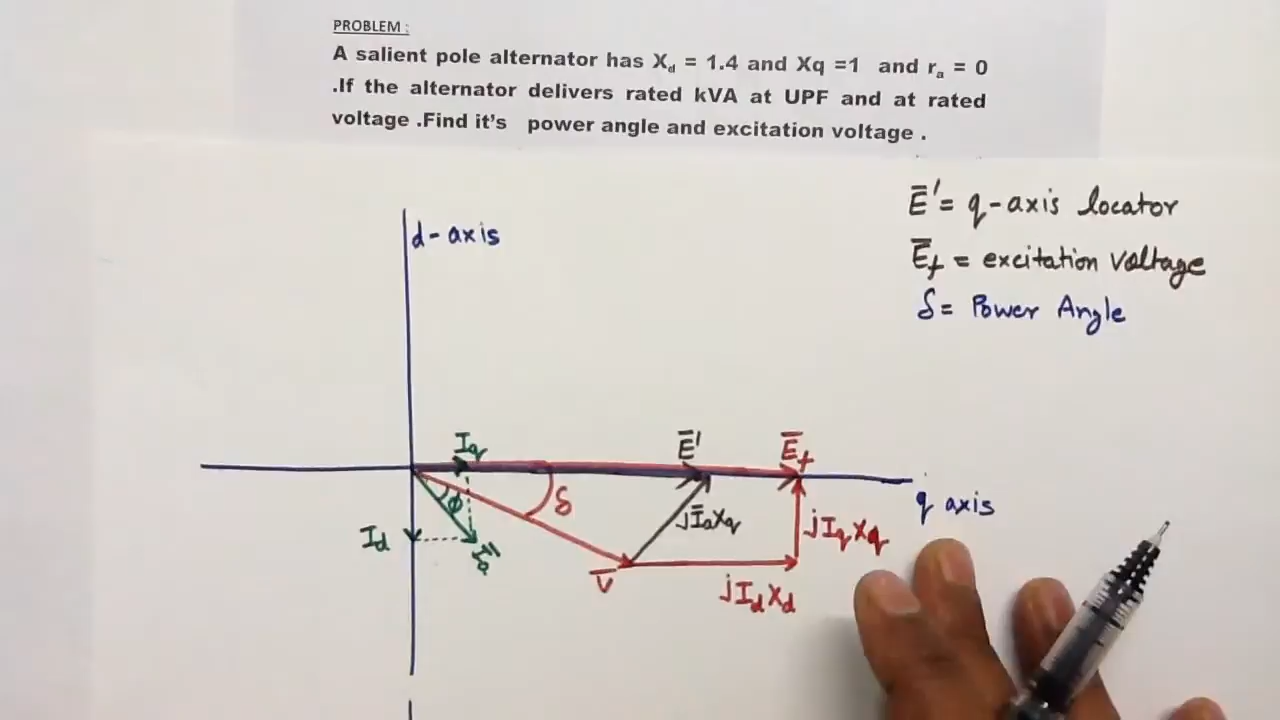 PROBLEM :
A salient pole alternator has Xd = 1.4 and Xq =1 and ra = 0
.If the alternator delivers rated kVA at UPF and at rated
voltage .Find it's power angle and excitation voltage .
Ē' = q-axis locator
Ēf = excitation voltage
δ = Power Angle
d-axis
Iq
Ē'
Ēf
φ
δ
jĪaXq
jIqXq
q axis
Id
Īa
V̄
jIdXd